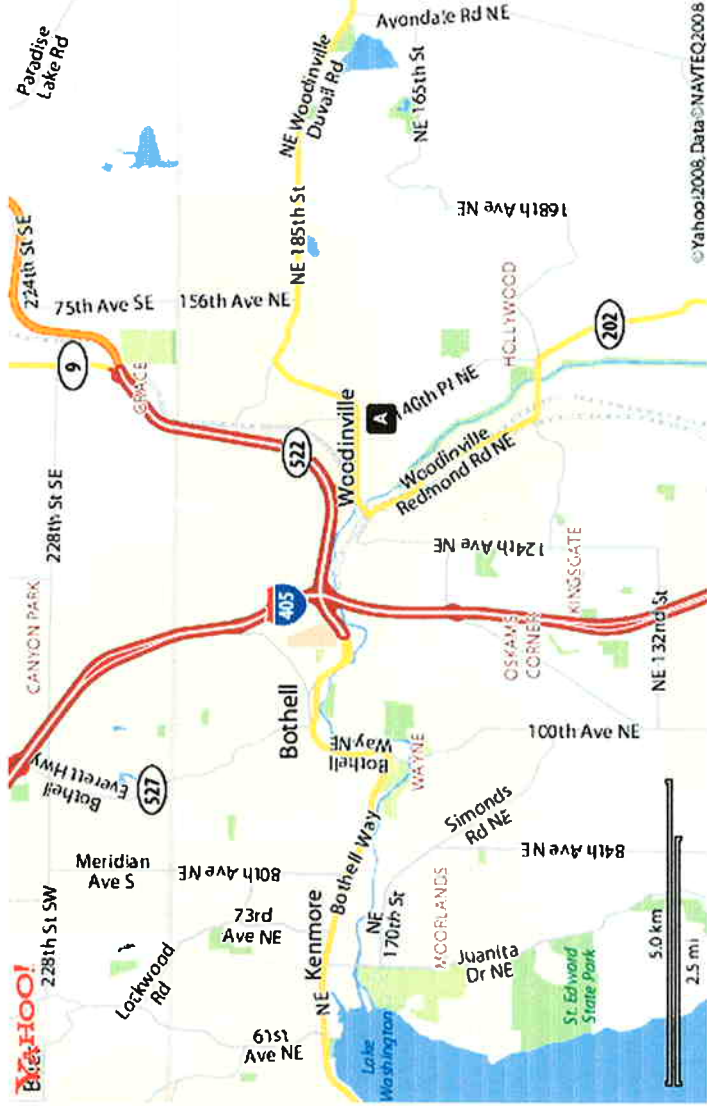 YAHOO!
228th St SW
Lockwood
Rd
61st
Ave NE
73rd
Ave NE
Meridian
Ave S
80th Ave NE
Bothell
Everett Hwy
527
CANYON PARK
228th St SE
9
224th St SE
Paradise
Lake Rd
GRACE
75th Ave SE
156th Ave NE
522
405
Bothell
Bothell
Way NE
NE Bothell Way
Kenmore
Woodinville
NE 185th St
NE Woodinville
Duvall Rd
Avondale Rd NE
NE 165th St
168th Ave NE
A
140th Pl NE
Woodinville
Redmond Rd NE
HOLLYWOOD
202
124th Ave NE
KINGSGATE
OSKAMS
CORNER
NE 132nd St
100th Ave NE
WAYNE
Simonds
Rd NE
84th Ave NE
NE
170th St
MOORLANDS
Juanita
Dr NE
St. Edward
State Park
Lake
Washington
5.0 km
2.5 mi
©Yahoo!2008, Data©NAVTEQ2008